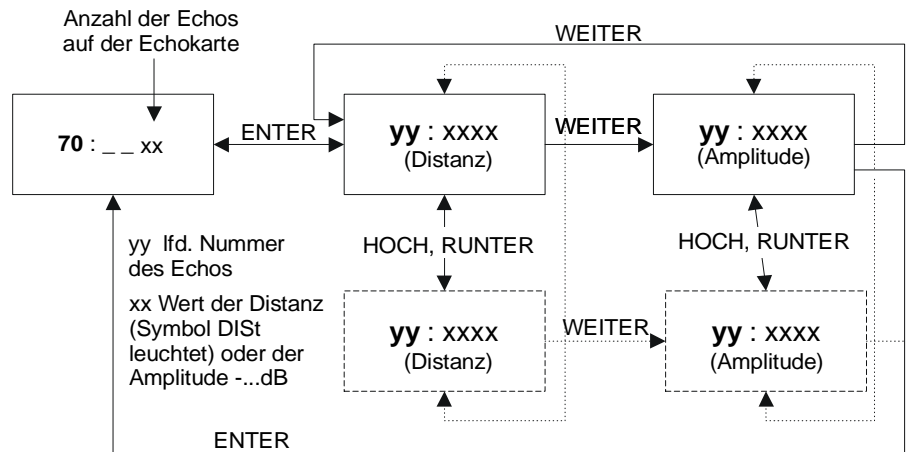 Anzahl der Echos
auf der Echokarte
WEITER
70 : _ _ xx
ENTER
yy : xxxx
(Distanz)
WEITER
yy : xxxx
(Amplitude)
yy lfd. Nummer
des Echos
xx Wert der Distanz
(Symbol DISt
leuchtet) oder der
Amplitude -...dB
HOCH, RUNTER
HOCH, RUNTER
yy : xxxx
(Distanz)
WEITER
yy : xxxx
(Amplitude)
ENTER